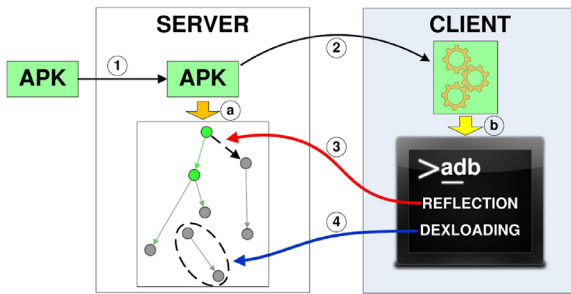 SERVER
CLIENT
1
2
APK
APK
a
b
3
>adb
REFLECTION
4
DEXLOADING